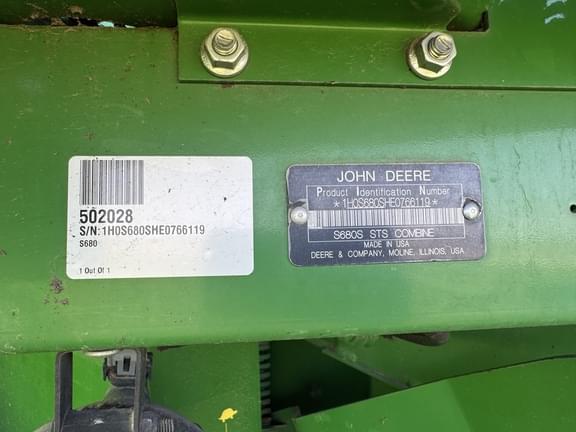 502028
S/N:1H0S680SHE0766119
S680
1 Out Of 1
JOHN DEERE
Product Identification Number
*1H0S680SHE0766119*
S680S STS COMBINE
MADE IN USA
DEERE & COMPANY, MOLINE, ILLINOIS, USA